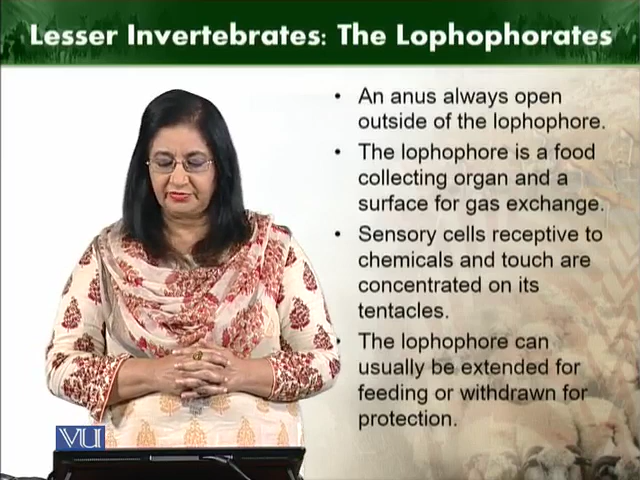 Lesser Invertebrates: The Lophophorates
• An anus always open
outside of the lophophore.
• The lophophore is a food
collecting organ and a
surface for gas exchange.
• Sensory cells receptive to
chemicals and touch are
concentrated on its
tentacles.
• The lophophore can
usually be extended for
feeding or withdrawn for
protection.
VU